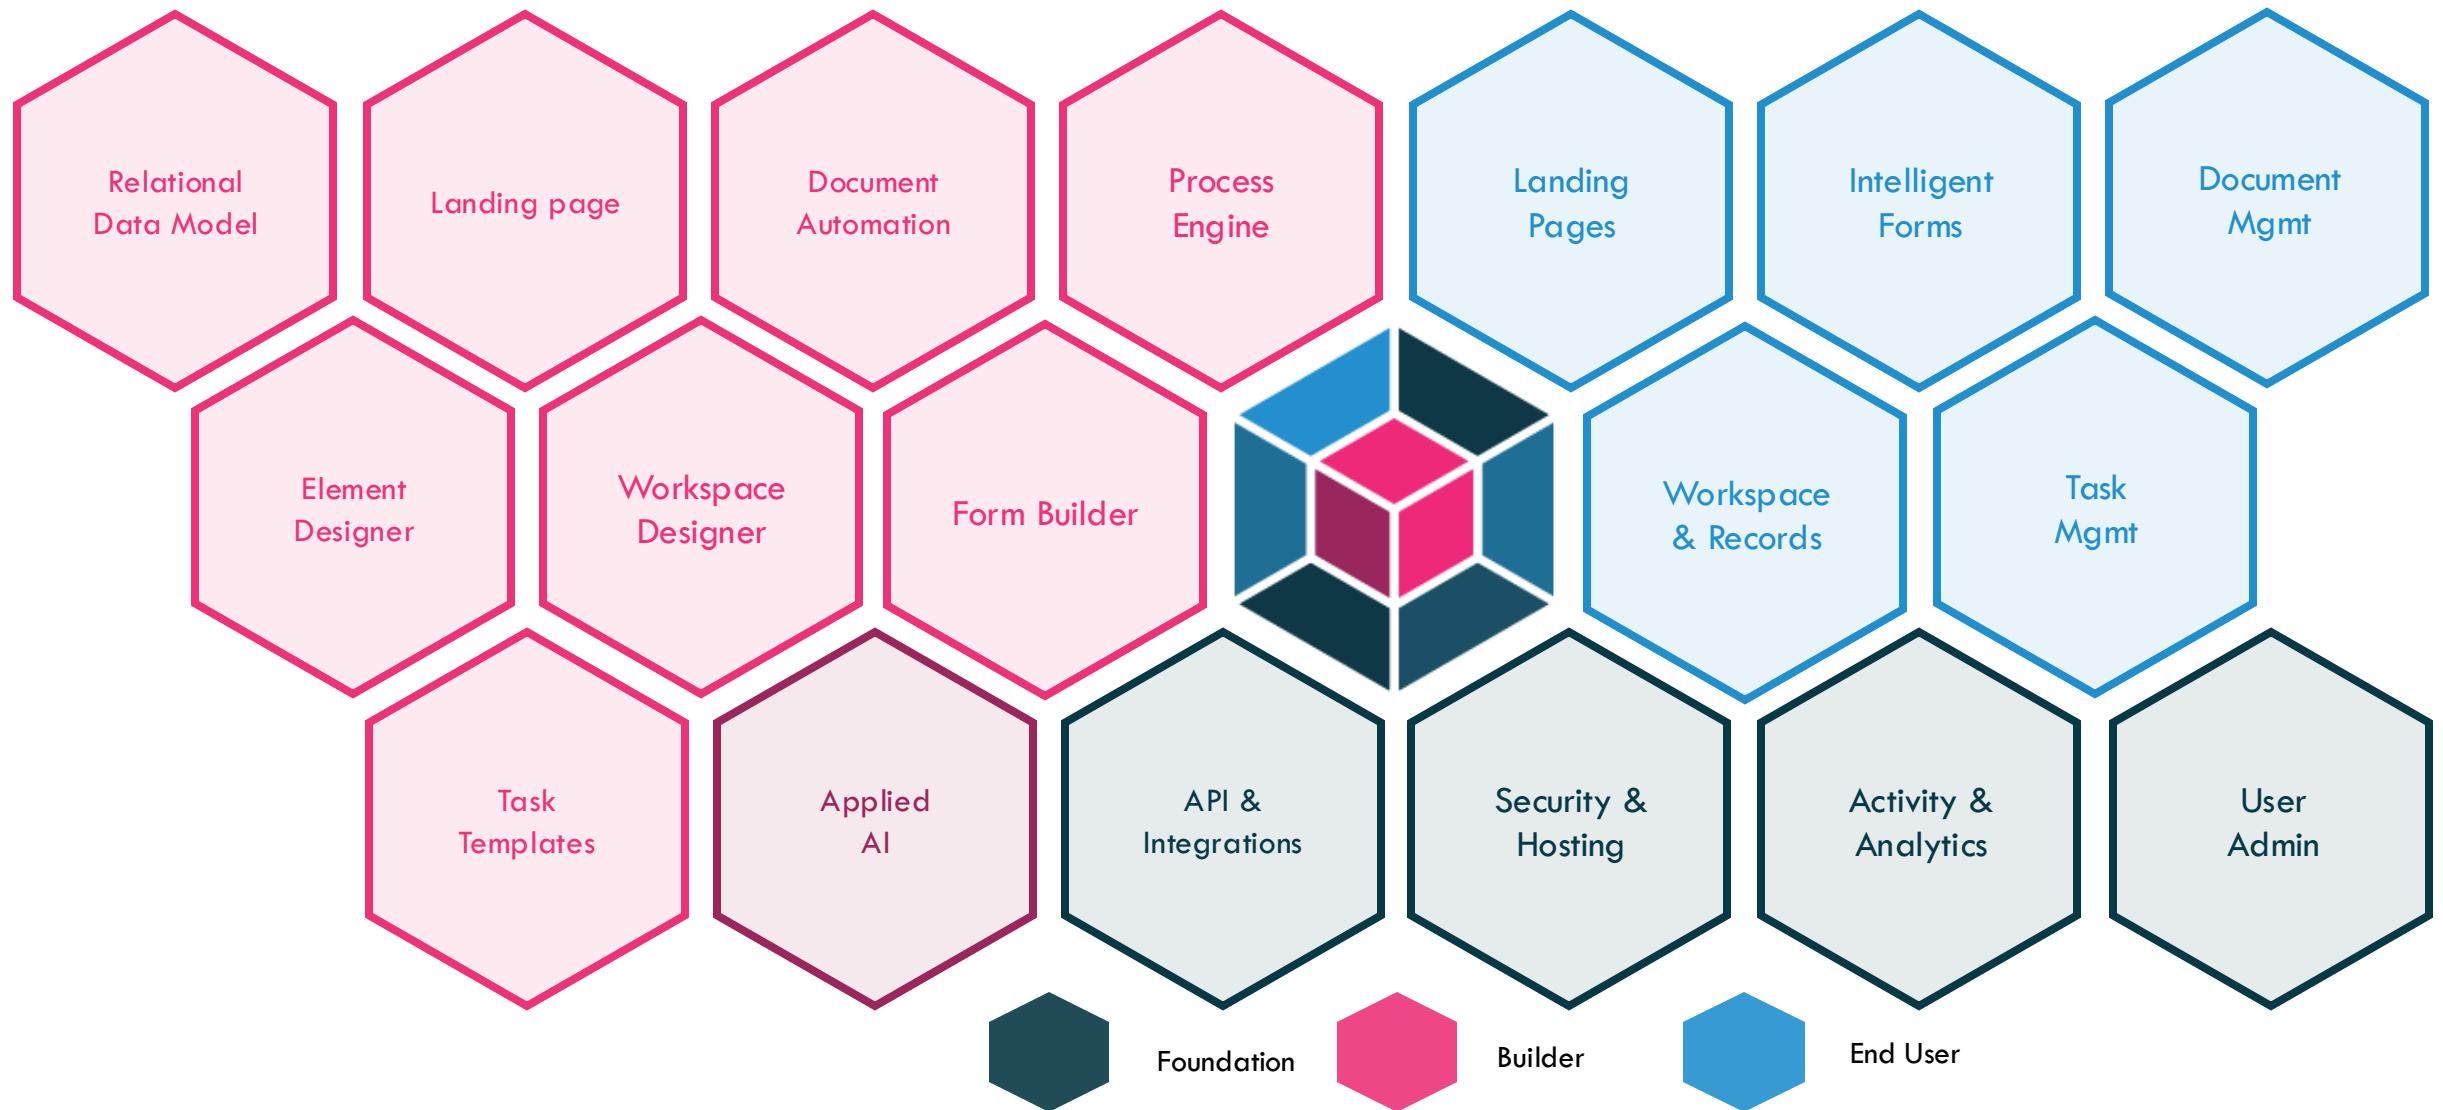 Relational
Data Model
Landing page
Document
Automation
Process
Engine
Landing
Pages
Intelligent
Forms
Document
Mgmt
Element
Designer
Workspace
Designer
Form Builder
Workspace
& Records
Task
Mgmt
Task
Templates
Applied
AI
API &
Integrations
Security &
Hosting
Activity &
Analytics
User
Admin
Foundation
Builder
End User